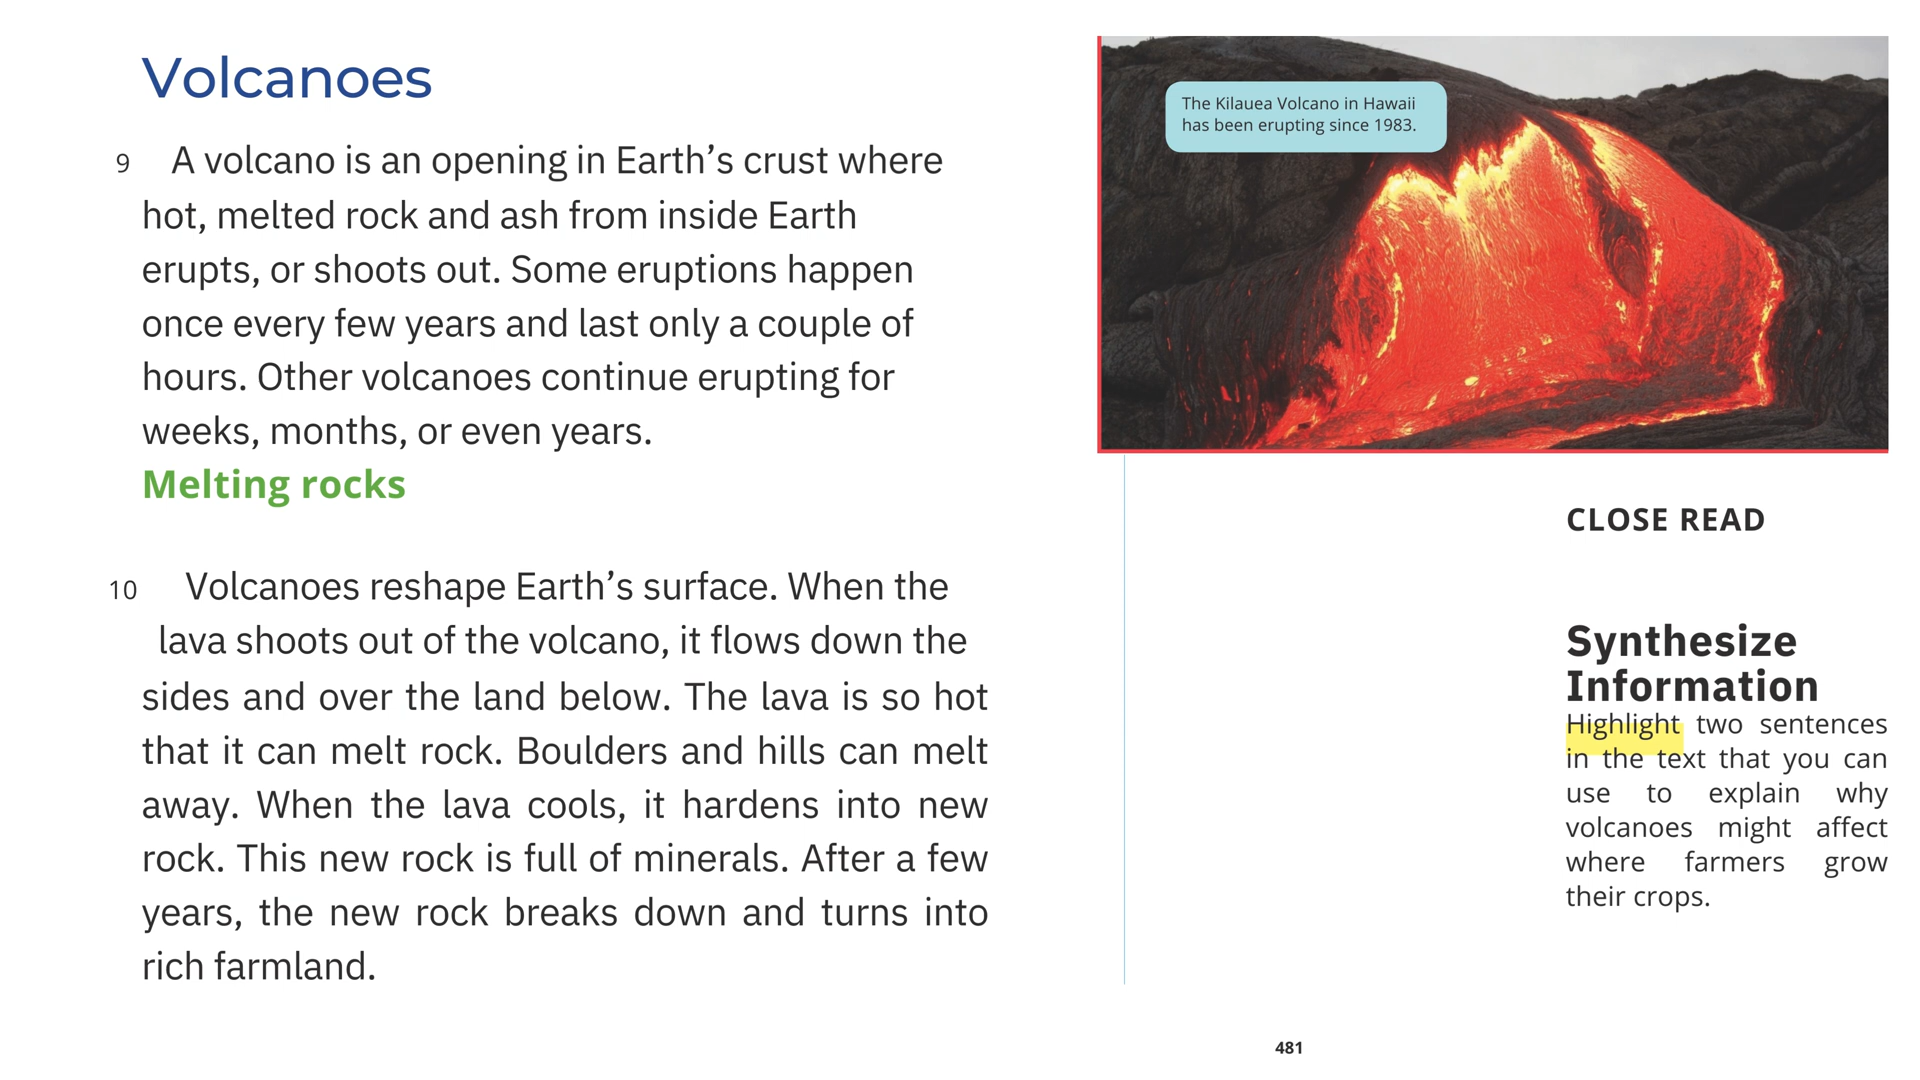 Volcanoes
9 A volcano is an opening in Earth’s crust where
hot, melted rock and ash from inside Earth
erupts, or shoots out. Some eruptions happen
once every few years and last only a couple of
hours. Other volcanoes continue erupting for
weeks, months, or even years.
Melting rocks
10 Volcanoes reshape Earth’s surface. When the
lava shoots out of the volcano, it flows down the
sides and over the land below. The lava is so hot
that it can melt rock. Boulders and hills can melt
away. When the lava cools, it hardens into new
rock. This new rock is full of minerals. After a few
years, the new rock breaks down and turns into
rich farmland.
The Kilauea Volcano in Hawaii
has been erupting since 1983.
CLOSE READ
Synthesize
Information
Highlight two sentences
in the text that you can
use to explain why
volcanoes might affect
where farmers grow
their crops.
481